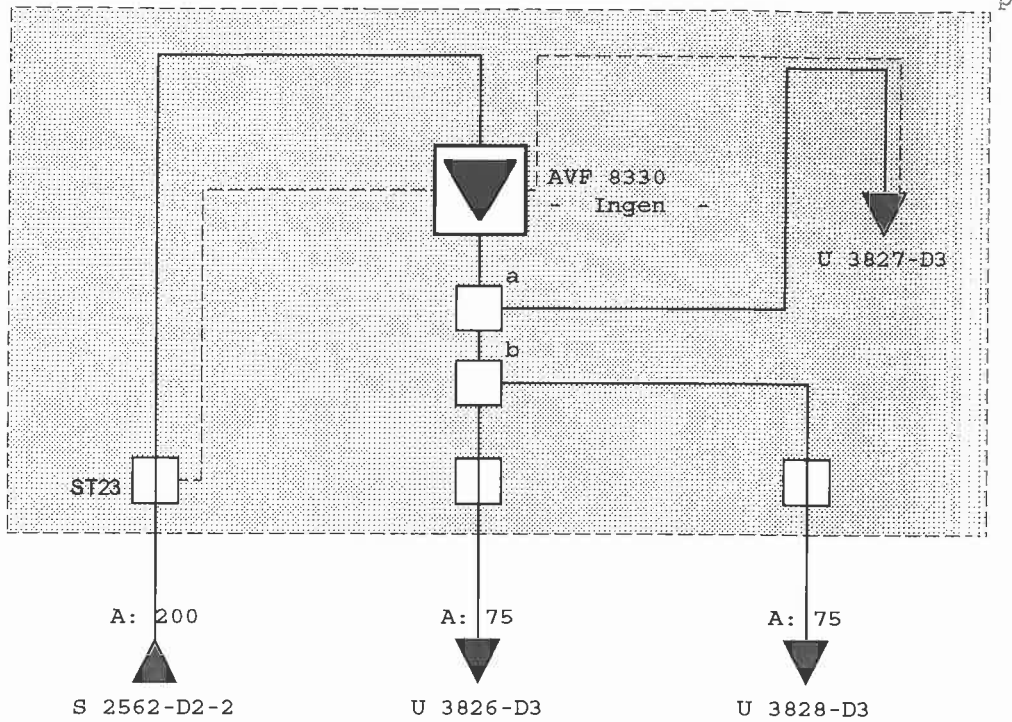 p
AVF 8330
- Ingen -
U 3827-D3
a
b
ST23
A: 200
A: 75
A: 75
S 2562-D2-2
U 3826-D3
U 3828-D3